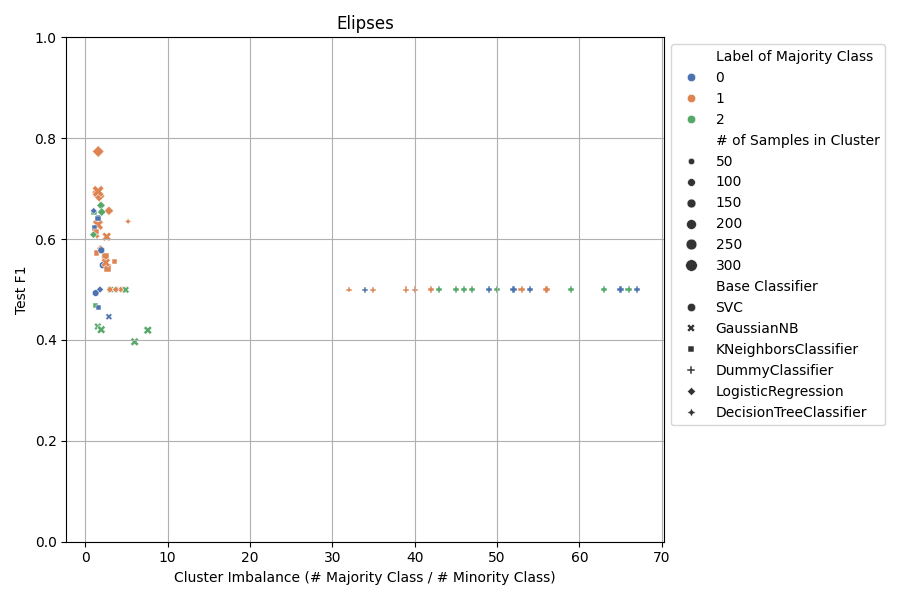 Elipses
1.0
0.8
0.6
0.4
0.2
0.0
Test F1
0 10 20 30 40 50 60 70
Cluster Imbalance (# Majority Class / # Minority Class)
Label of Majority Class
0
1
2
# of Samples in Cluster
50
100
150
200
250
300
Base Classifier
SVC
GaussianNB
KNeighborsClassifier
DummyClassifier
LogisticRegression
DecisionTreeClassifier